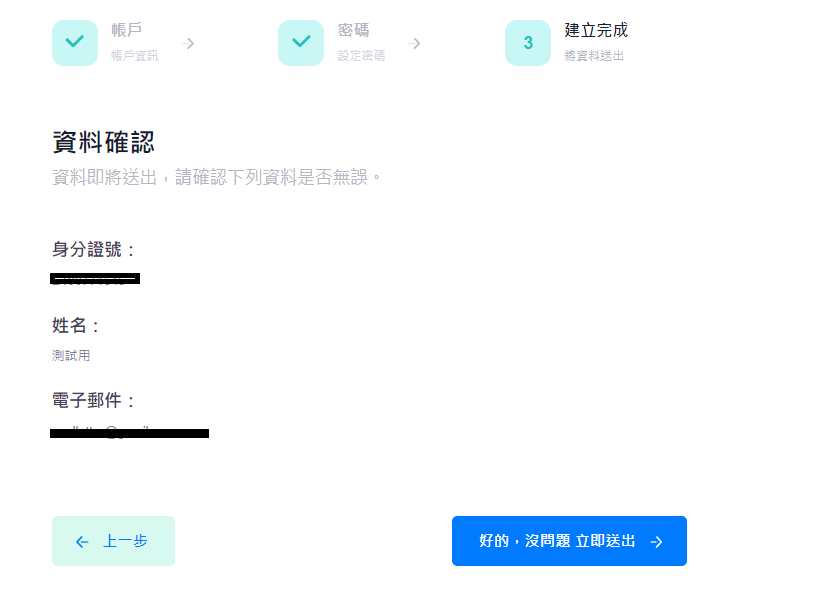 帳戶
帳戶資訊
密碼
設定密碼
3
建立完成
將資料送出
資料確認
資料即將送出，請確認下列資料是否無誤。
身分證號：
姓名：
測試用
電子郵件：
上一步
好的，沒問題 立即送出